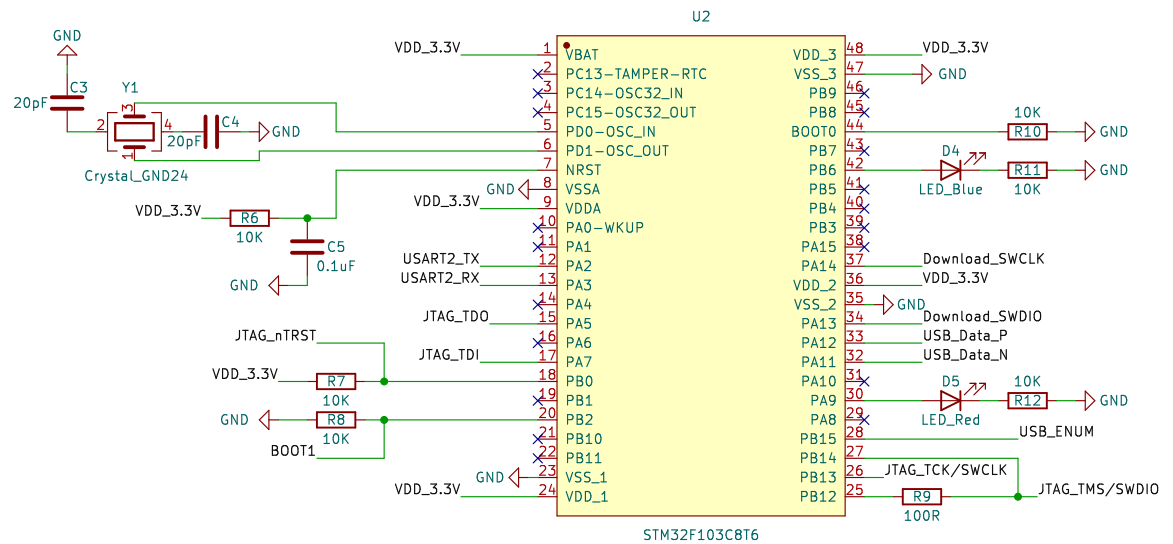 U2
GND
C3
20pF
Y1
3
2
4
1
20pF
C4
GND
Crystal_GND24
VDD_3.3V
R6
10K
C5
0.1uF
GND
JTAG_nTRST
VDD_3.3V
R7
10K
GND
R8
10K
BOOT1
VDD_3.3V 1 VBAT
2 PC13-TAMPER-RTC
3 PC14-OSC32_IN
4 PC15-OSC32_OUT
5 PD0-OSC_IN
6 PD1-OSC_OUT
7 NRST
GND 8 VSSA
VDD_3.3V 9 VDDA
10 PA0-WKUP
11 PA1
USART2_TX 12 PA2
USART2_RX 13 PA3
14 PA4
JTAG_TDO 15 PA5
16 PA6
JTAG_TDI 17 PA7
18 PB0
19 PB1
20 PB2
21 PB10
22 PB11
GND 23 VSS_1
VDD_3.3V 24 VDD_1
VDD_3 48 VDD_3.3V
VSS_3 47 GND
PB9 46
PB8 45
BOOT0 44
10K
R10
GND
PB7 43
PB6 42
D4
LED_Blue
R11
10K
GND
PB5 41
PB4 40
PB3 39
PA15 38
PA14 37 Download_SWCLK
VDD_2 36 VDD_3.3V
VSS_2 35 GND
PA13 34 Download_SWDIO
PA12 33 USB_Data_P
PA11 32 USB_Data_N
PA10 31
PA9 30
D5
LED_Red
10K
R12
GND
PA8 29
PB15 28 USB_ENUM
PB14 27
PB13 26 JTAG_TCK/SWCLK
PB12 25
R9
100R
JTAG_TMS/SWDIO
STM32F103C8T6